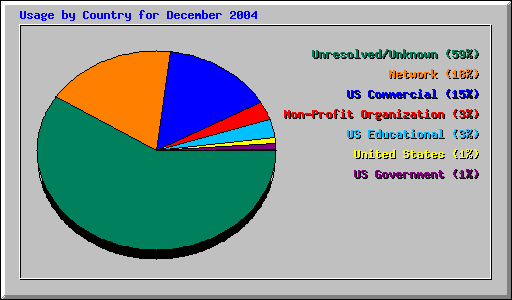 Usage by Country for December 2004
Unresolved/Unknown (59%)
Network (18%)
US Commercial (15%)
Non-Profit Organization (3%)
US Educational (3%)
United States (1%)
US Government (1%)